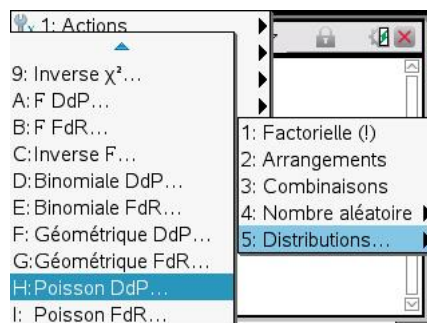 1: Actions
9: Inverse χ²...
A: F DdP...
B: F FdR...
C: Inverse F...
D: Binomiale DdP...
E: Binomiale FdR...
F: Géométrique DdP...
G: Géométrique FdR...
H: Poisson DdP...
I: Poisson FdR...
1: Factorielle (!)
2: Arrangements
3: Combinaisons
4: Nombre aléatoire
5: Distributions...